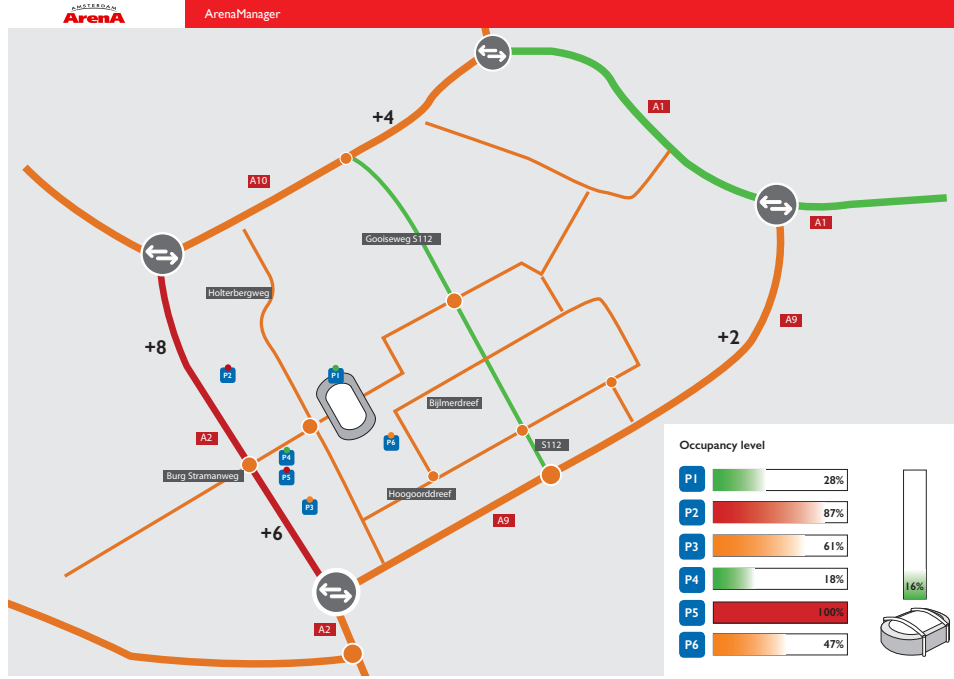 AMSTERDAM
ArenA
ArenaManager
A1
+4
A10
A1
Gooiseweg S112
Holterbergweg
A9
+2
+8
P2
P1
Bijlmerdreef
A2
P6
S112
Occupancy level
P4
Burg Stramanweg
P5
Hoogoorddreef
P3
A9
+6
A2
P1 28%
P2 87%
P3 61%
P4 18%
16%
P5 100%
P6 47%